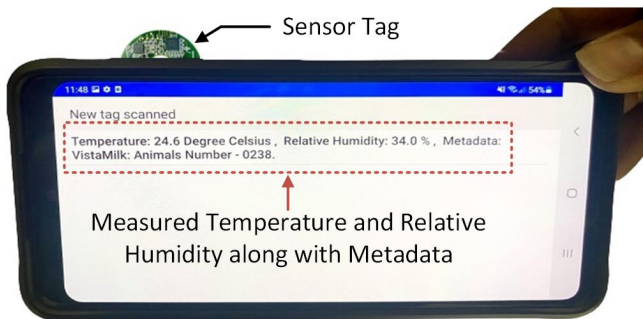 Sensor Tag
11:48
54%
New tag scanned
Temperature: 24.6 Degree Celsius , Relative Humidity: 34.0 % , Metadata:
VistaMilk: Animals Number - 0238.
Measured Temperature and Relative
Humidity along with Metadata